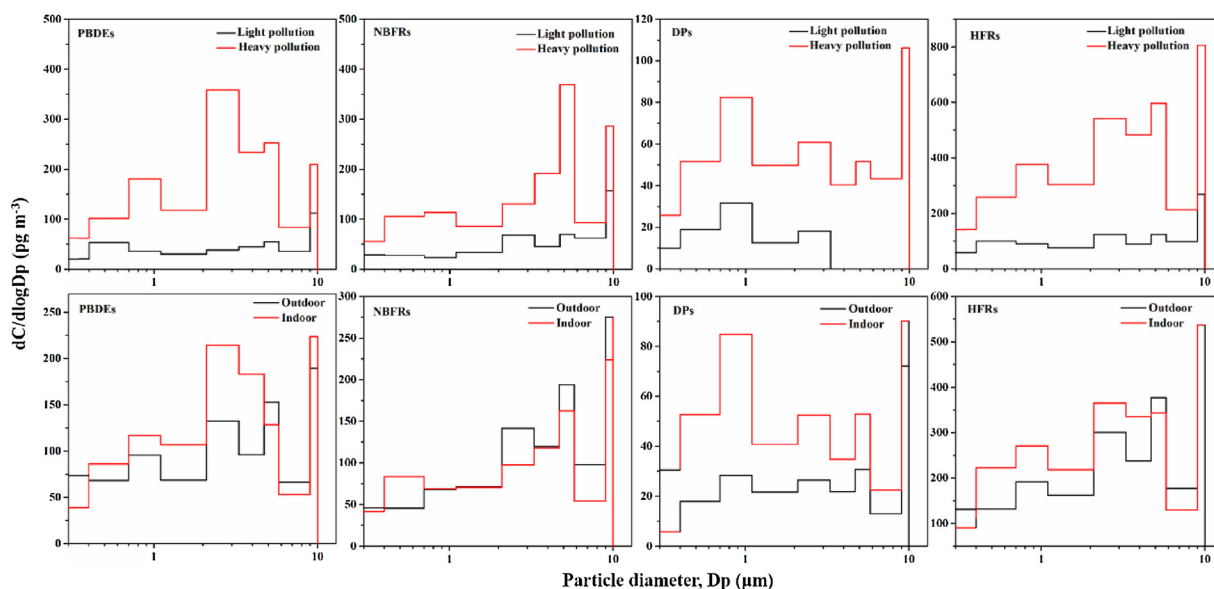 PBDEs
Light pollution
Heavy pollution
500
400
300
200
100
0
NBFRs
Light pollution
Heavy pollution
500
400
300
200
100
0
DPs
Light pollution
Heavy pollution
120
100
80
60
40
20
0
HFRs
Light pollution
Heavy pollution
800
600
400
200
0
1 10
1 10
1 10
1 10
PBDEs
Outdoor
Indoor
250
200
150
100
50
0
NBFRs
Outdoor
Indoor
300
250
200
150
100
50
0
DPs
Outdoor
Indoor
100
80
60
40
20
0
HFRs
Outdoor
Indoor
600
500
400
300
200
100
1 10
1 10
1 10
1 10
dC/dlogDp (pg m⁻³)
Particle diameter, Dp (μm)